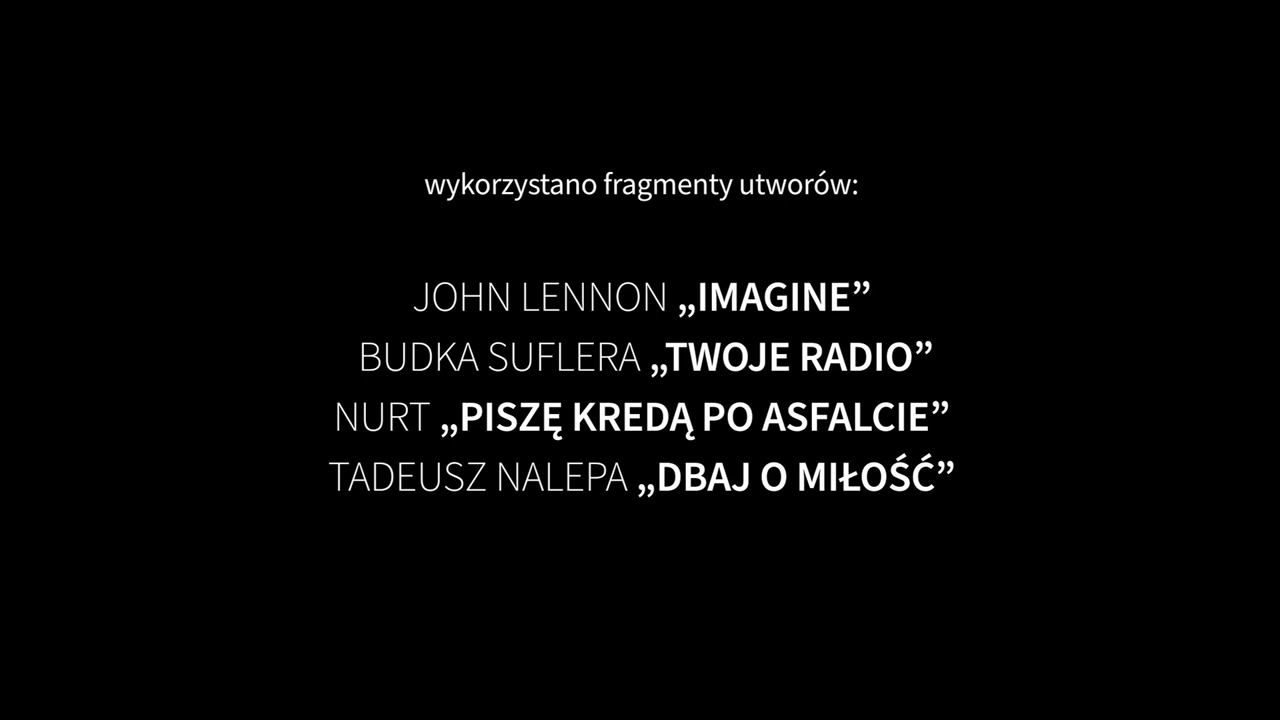 wykorzystano fragmenty utworów:
JOHN LENNON „IMAGINE”
BUDKA SUFLERA „TWOJE RADIO”
NURT „PISZĘ KREDĄ PO ASFALCIE”
TADEUSZ NALEPA „DBAJ O MIŁOŚĆ”